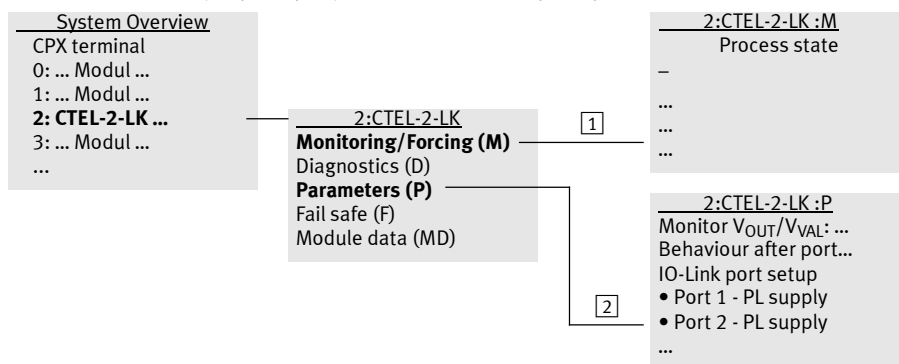 System Overview
CPX terminal
0: ... Modul ...
1: ... Modul ...
2: CTEL-2-LK ...
3: ... Modul ...
...
2:CTEL-2-LK
Monitoring/Forcing (M)
Diagnostics (D)
Parameters (P)
Fail safe (F)
Module data (MD)
1
2:CTEL-2-LK :M
Process state
–
...
...
...
2
2:CTEL-2-LK :P
Monitor VOUT/VVAL: ...
Behaviour after port...
IO-Link port setup
• Port 1 - PL supply
• Port 2 - PL supply
...